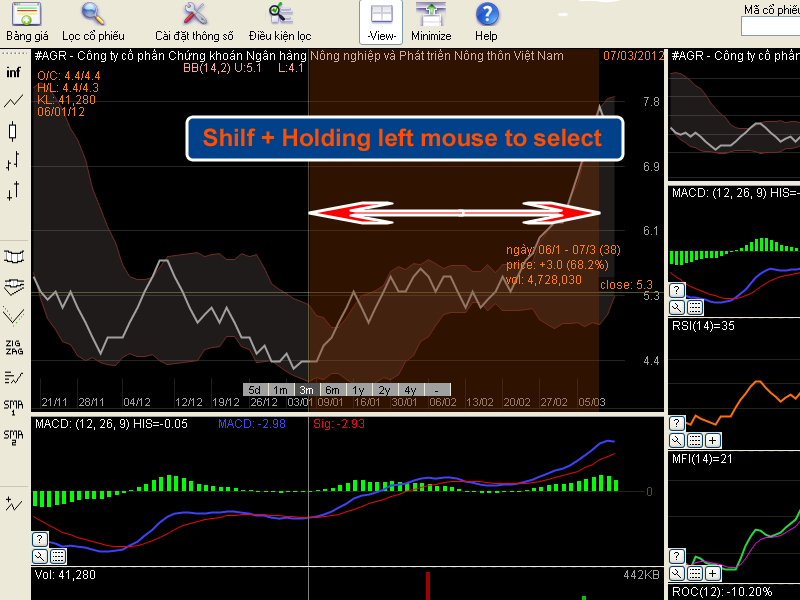 Mã cổ phiếu
Bảng giá Lọc cổ phiếu Cài đặt thông số Điều kiện lọc -View- Minimize Help
#AGR - Công ty cổ phần Chứng khoán Ngân hàng Nông nghiệp và Phát triển Nông thôn Việt Nam 07/03/2012
BB(14,2) U:5.1 L:4.1
O/C: 4.4/4.4
H/L: 4.4/4.3
KL: 41,280
06/01/12
inf
Shilf + Holding left mouse to select
7.8
6.9
6.1
5.3
4.4
ngày: 06/1 - 07/3 (38)
price: +3.0 (68.2%)
vol: 4,728,030
close: 5.3
ZIG
ZAG
SMA
1
SMA
2
5d 1m 3m 6m 1y 2y 4y -
21/11 28/11 04/12 12/12 19/12 26/12 03/01 09/01 16/01 30/01 06/02 13/02 20/02 27/02 05/03
MACD: (12, 26, 9) HIS=-0.05 MACD: -2.98 Sig: -2.93
0
?
Vol: 41,280 442KB
#AGR - Công ty cổ phần
MACD: (12, 26, 9) HIS=-
?
RSI(14)=35
?
MFI(14)=21
?
ROC(12): -10.20%